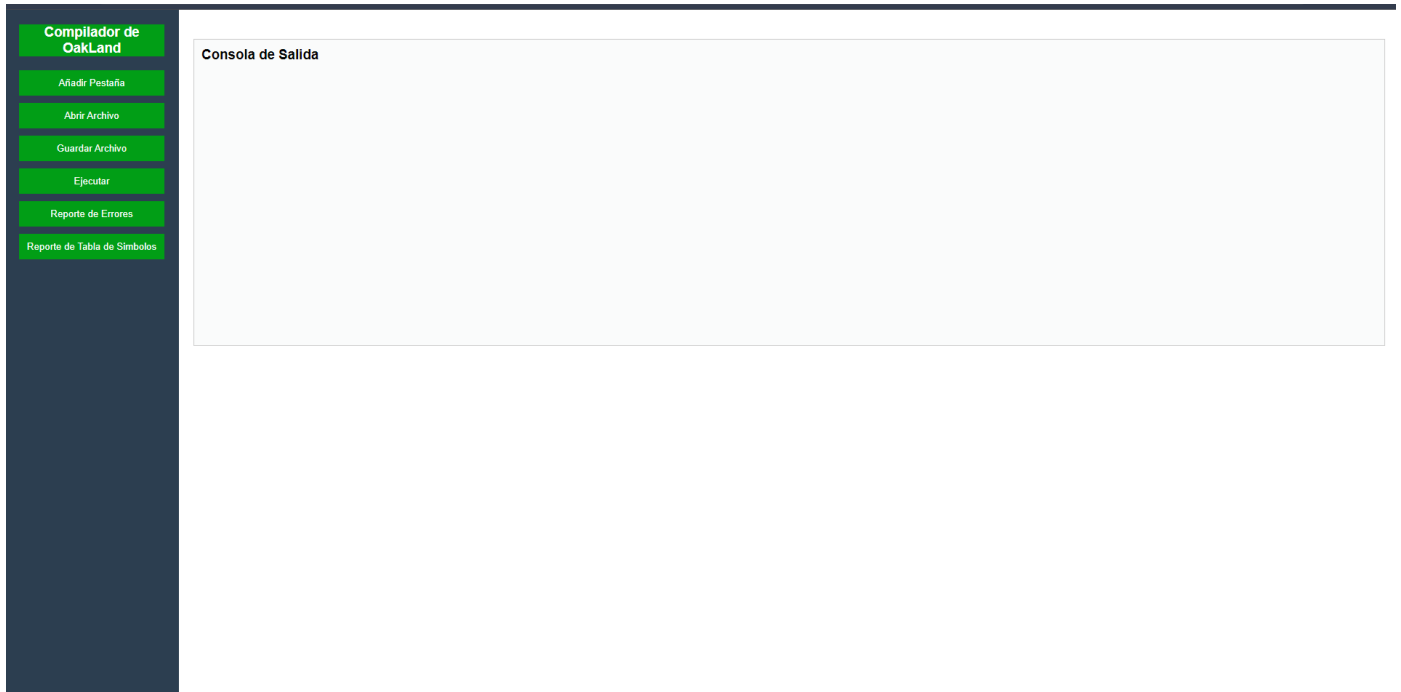 Compilador de
OakLand
Añadir Pestaña
Abrir Archivo
Guardar Archivo
Ejecutar
Reporte de Errores
Reporte de Tabla de Simbolos
Consola de Salida